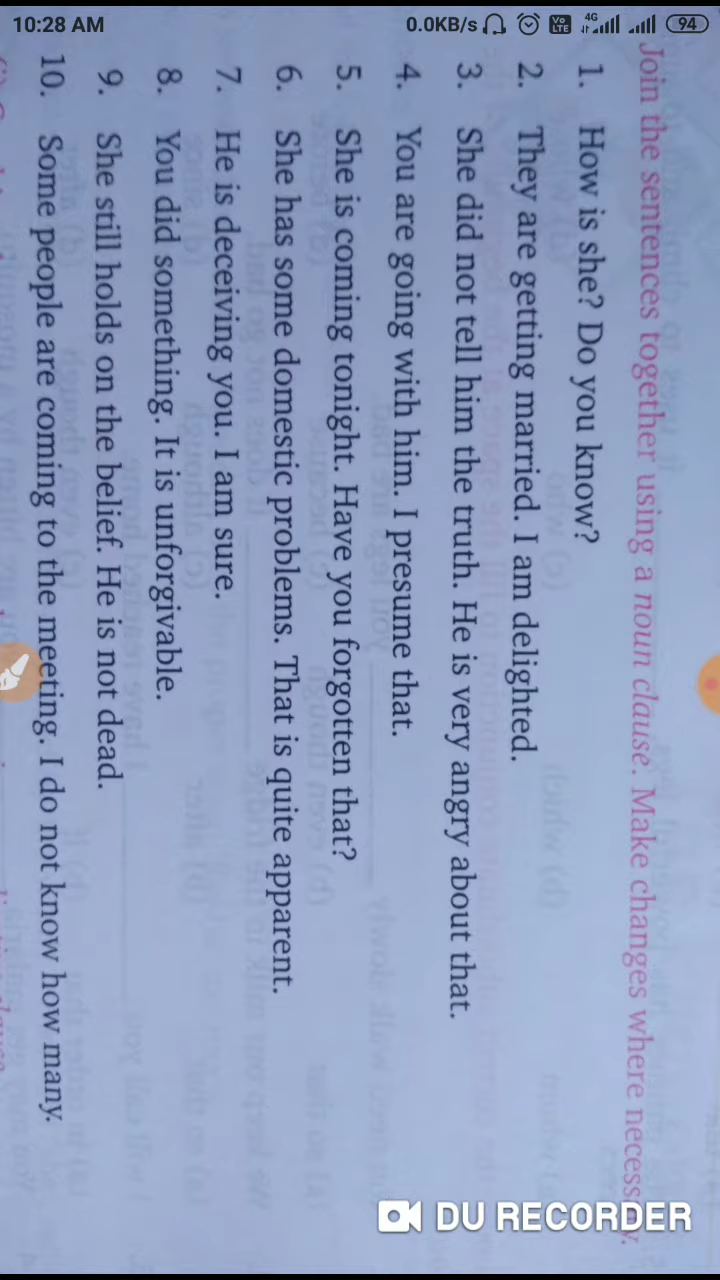 10:28 AM
0.0KB/s
Vo
LTE
4G
94
Join the sentences together using a noun clause. Make changes where
1. How is she? Do you know?
2. They are getting married. I am delighted.
3. She did not tell him the truth. He is very angry about that.
4. You are going with him. I presume that.
5. She is coming tonight. Have you forgotten that?
6. She has some domestic problems. That is quite apparent.
7. He is deceiving you. I am sure.
8. You did something. It is unforgivable.
9. She still holds on the belief. He is not dead.
10. Some people are coming to the meeting. I do not know how many.
DU RECORDER